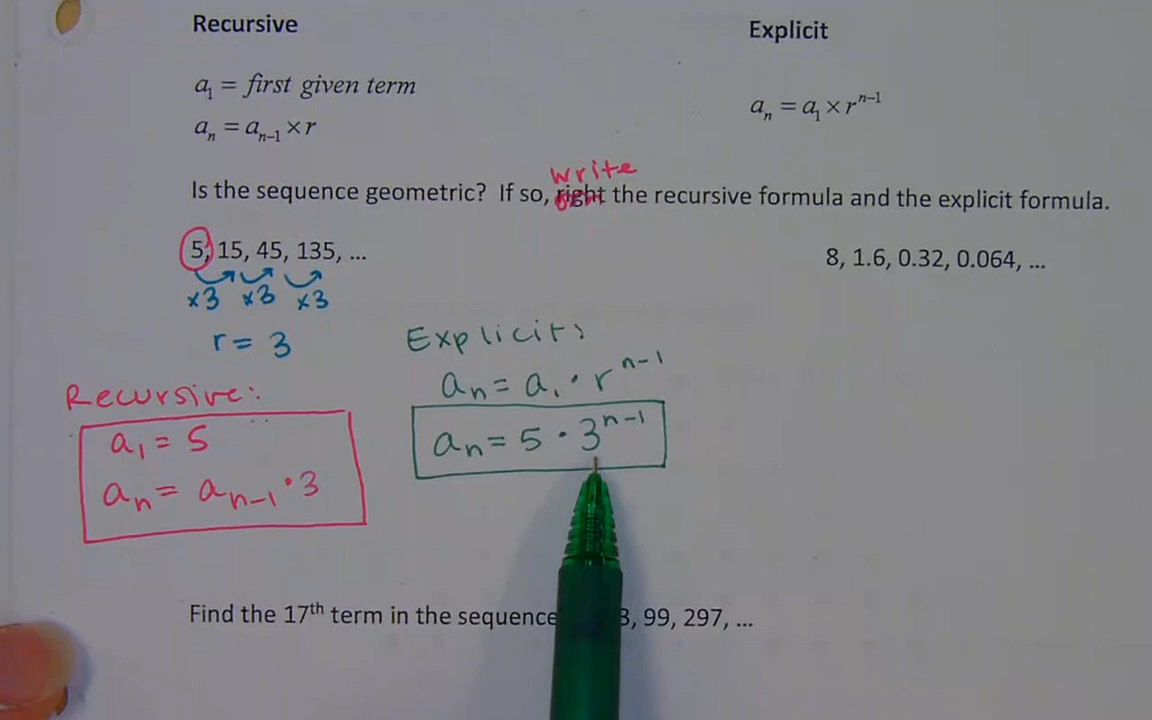 Recursive
Explicit
a₁ = first given term
aₙ = aₙ₋₁ × r
aₙ = a₁ × rⁿ⁻¹
write
Is the sequence geometric? If so, right the recursive formula and the explicit formula.
5, 15, 45, 135, ...
8, 1.6, 0.32, 0.064, ...
×3 ×3 ×3
r = 3
Explicit:
aₙ = a₁ · rⁿ⁻¹
aₙ = 5 · 3ⁿ⁻¹
Recursive:
a₁ = 5
aₙ = aₙ₋₁ · 3
Find the 17th term in the sequence 99, 297, ...